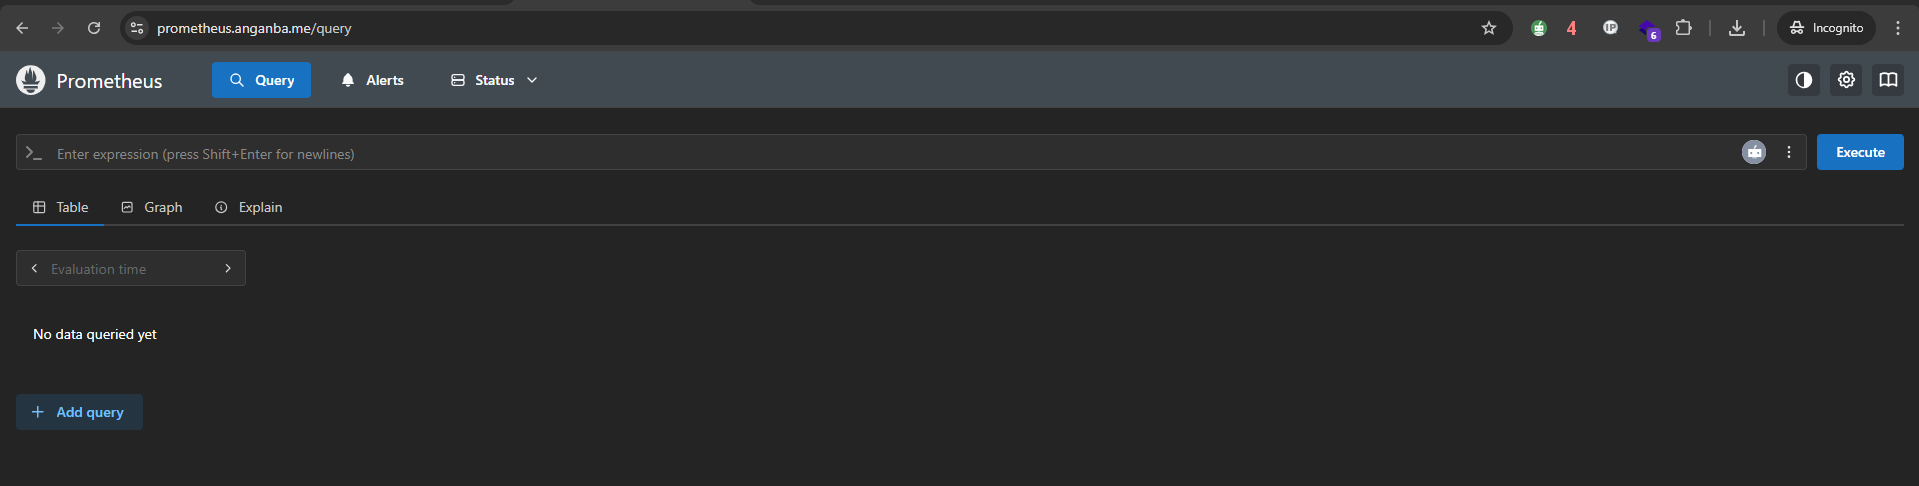 prometheus.anganba.me/query
4
IP
6
Incognito
Prometheus
Query
Alerts
Status
Enter expression (press Shift+Enter for newlines)
Execute
Table
Graph
Explain
Evaluation time
No data queried yet
Add query